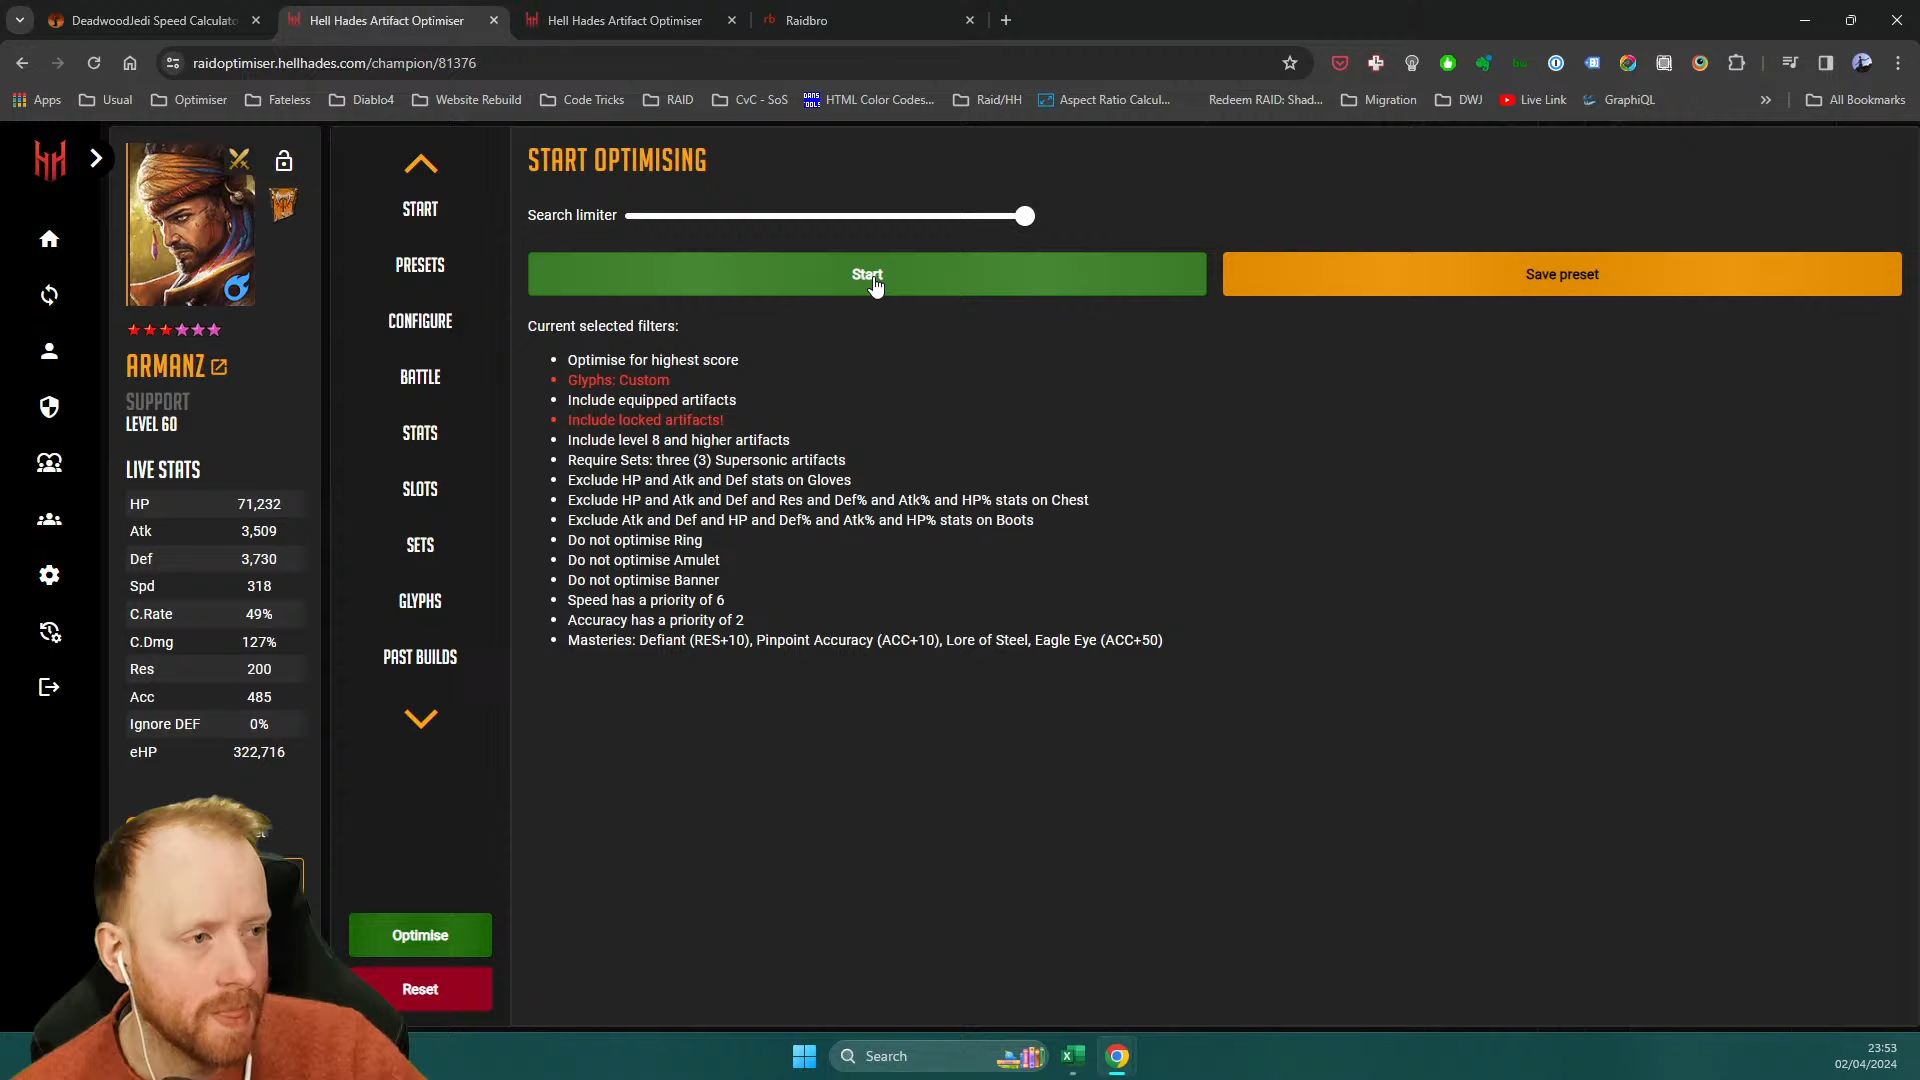 DeadwoodJedi Speed Calculato
Hell Hades Artifact Optimiser
Hell Hades Artifact Optimiser
rb Raidbro
raidoptimiser.hellhades.com/champion/81376
Apps
Usual
Optimiser
Fateless
Diablo4
Website Rebuild
Code Tricks
RAID
CvC - SoS
HTML Color Codes...
Raid/HH
Aspect Ratio Calcul...
Redeem RAID: Shad...
Migration
DWJ
Live Link
GraphiQL
All Bookmarks
ARMANZ
SUPPORT
LEVEL 60
LIVE STATS
HP 71,232
Atk 3,509
Def 3,730
Spd 318
C.Rate 49%
C.Dmg 127%
Res 200
Acc 485
Ignore DEF 0%
eHP 322,716
START
PRESETS
CONFIGURE
BATTLE
STATS
SLOTS
SETS
GLYPHS
PAST BUILDS
Optimise
Reset
START OPTIMISING
Search limiter
Start
Save preset
Current selected filters:
• Optimise for highest score
• Glyphs: Custom
• Include equipped artifacts
• Include locked artifacts!
• Include level 8 and higher artifacts
• Require Sets: three (3) Supersonic artifacts
• Exclude HP and Atk and Def stats on Gloves
• Exclude HP and Atk and Def and Res and Def% and Atk% and HP% stats on Chest
• Exclude Atk and Def and HP and Def% and Atk% and HP% stats on Boots
• Do not optimise Ring
• Do not optimise Amulet
• Do not optimise Banner
• Speed has a priority of 6
• Accuracy has a priority of 2
• Masteries: Defiant (RES+10), Pinpoint Accuracy (ACC+10), Lore of Steel, Eagle Eye (ACC+50)
Search
23:53
02/04/2024